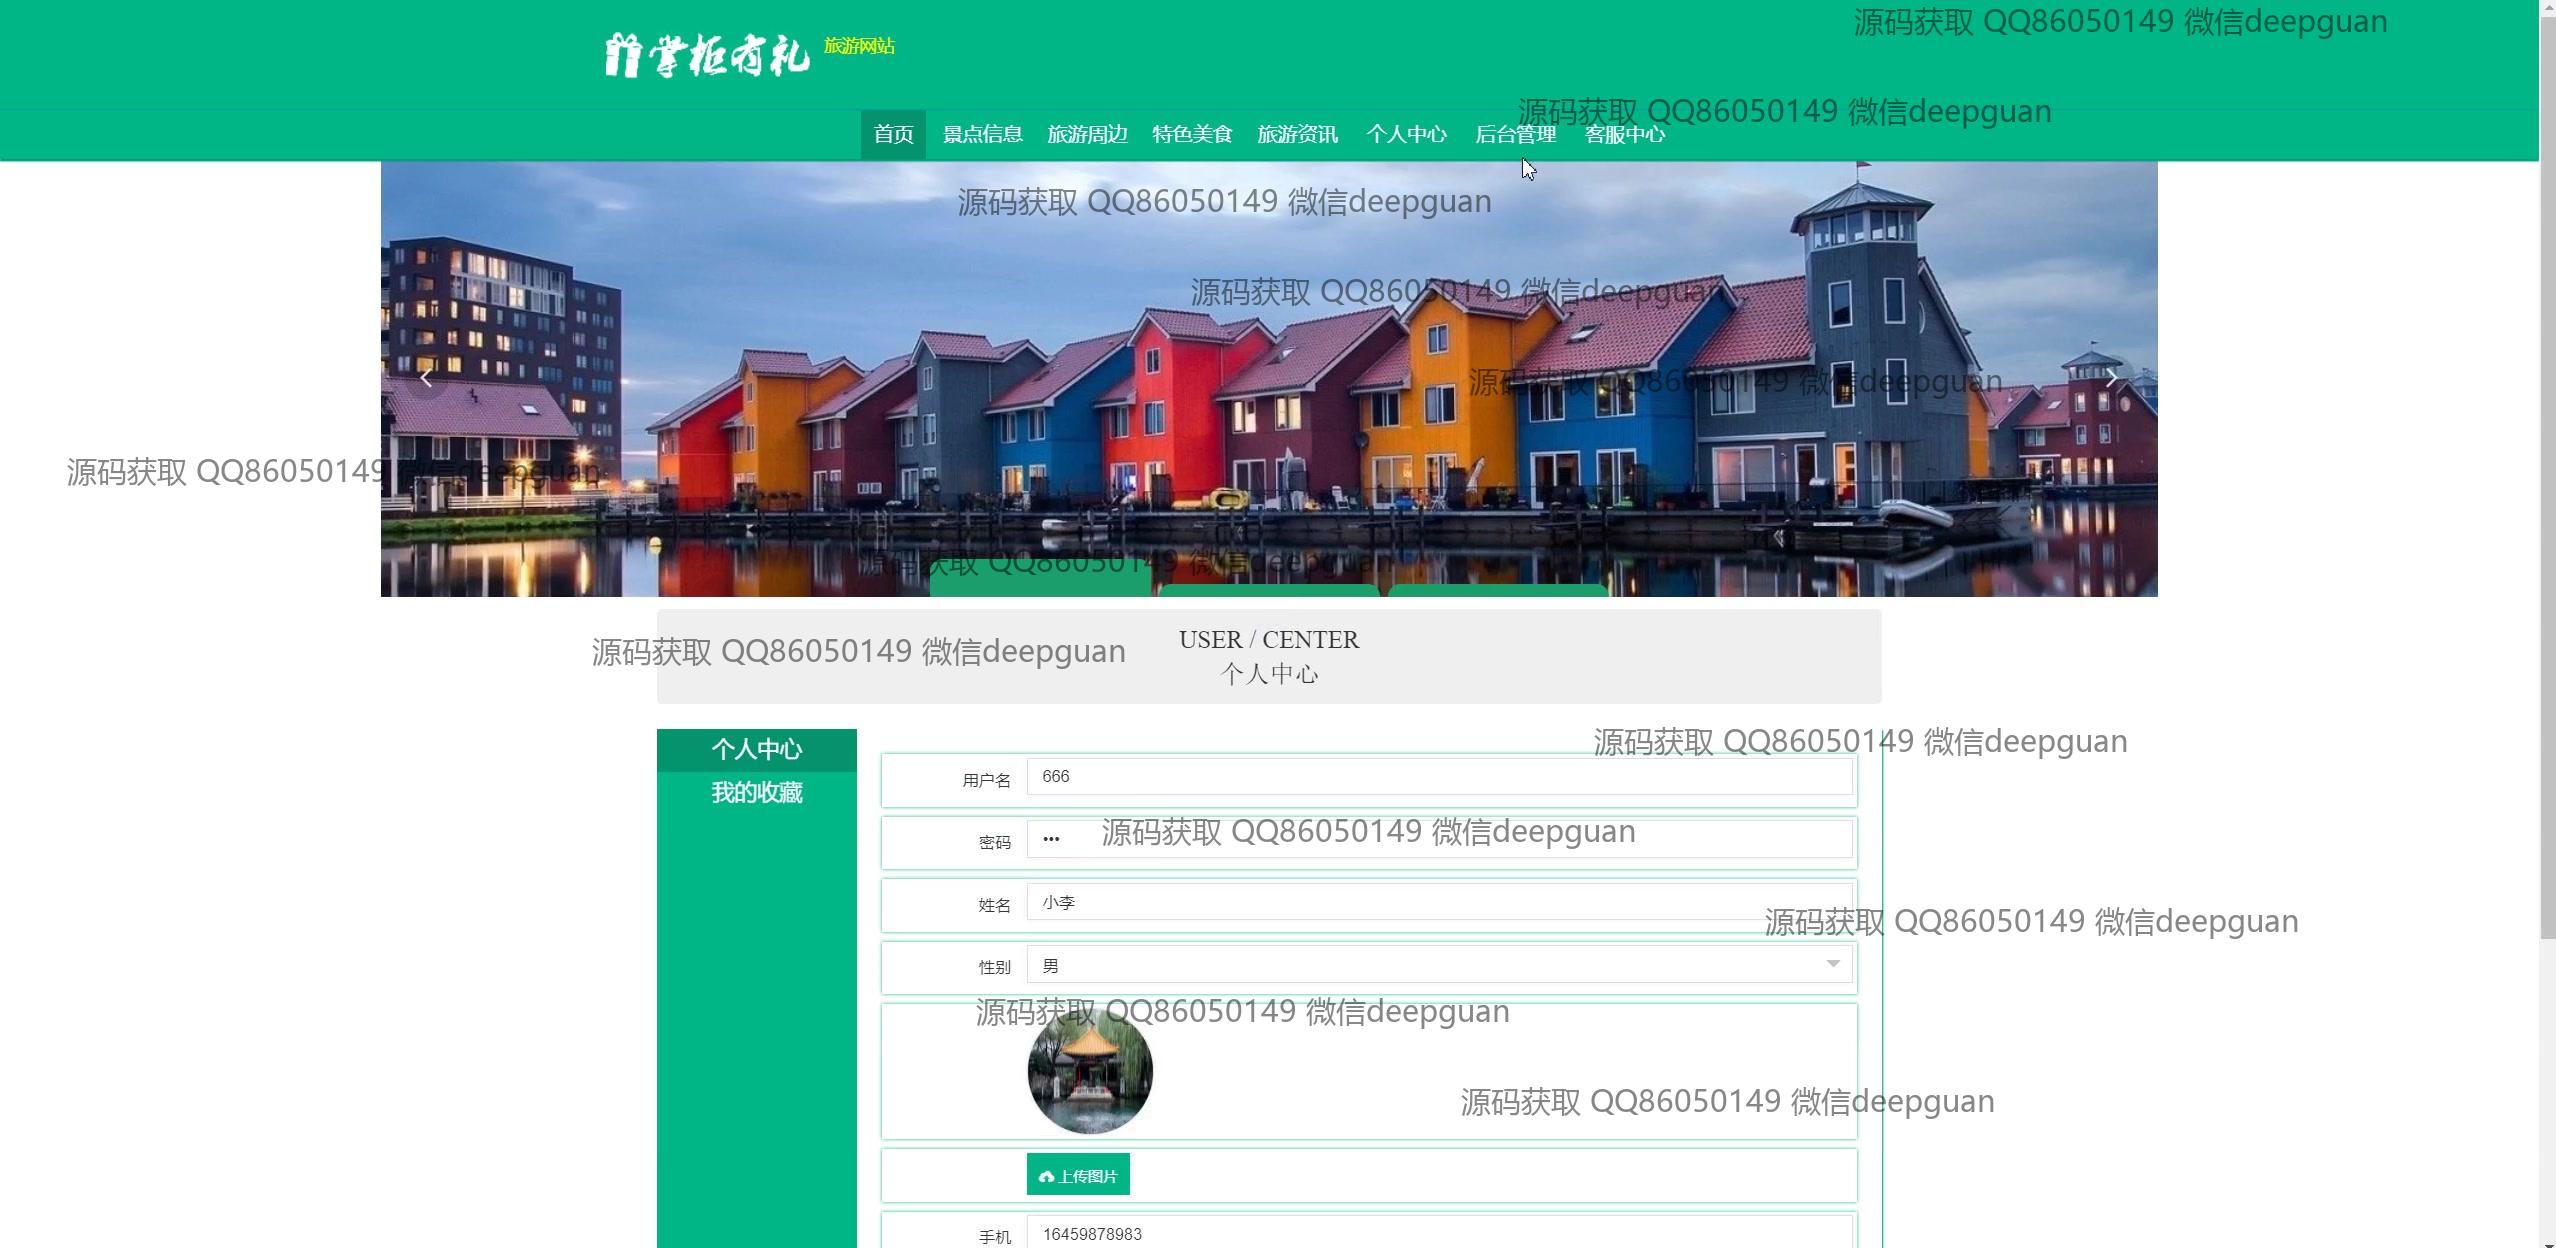 源码获取 QQ86050149 微信deepguan
掌柜有礼 旅游网站
源码获取 QQ86050149 微信deepguan
首页 景点信息 旅游周边 特色美食 旅游资讯 个人中心 后台管理 客服中心
源码获取 QQ86050149 微信deepguan
源码获取 QQ86050149 微信deepguan
源码获取 QQ86050149 微信deepguan
源码获取 QQ86050149 微信deepguan
源码获取 QQ86050149 微信deepguan
USER / CENTER
源码获取 QQ86050149 微信deepguan
个人中心
源码获取 QQ86050149 微信deepguan
个人中心
我的收藏
用户名 666
源码获取 QQ86050149 微信deepguan
密码 •••
姓名 小李
源码获取 QQ86050149 微信deepguan
性别 男
源码获取 QQ86050149 微信deepguan
源码获取 QQ86050149 微信deepguan
上传图片
手机 16459878983